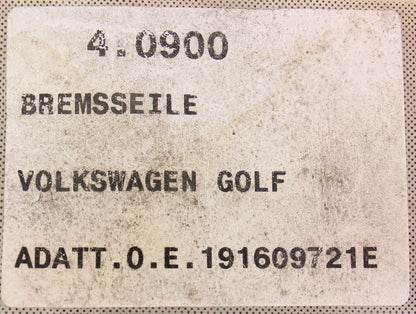 4.0900
BREMSSEILE
VOLKSWAGEN GOLF
ADATT.O.E.191609721E